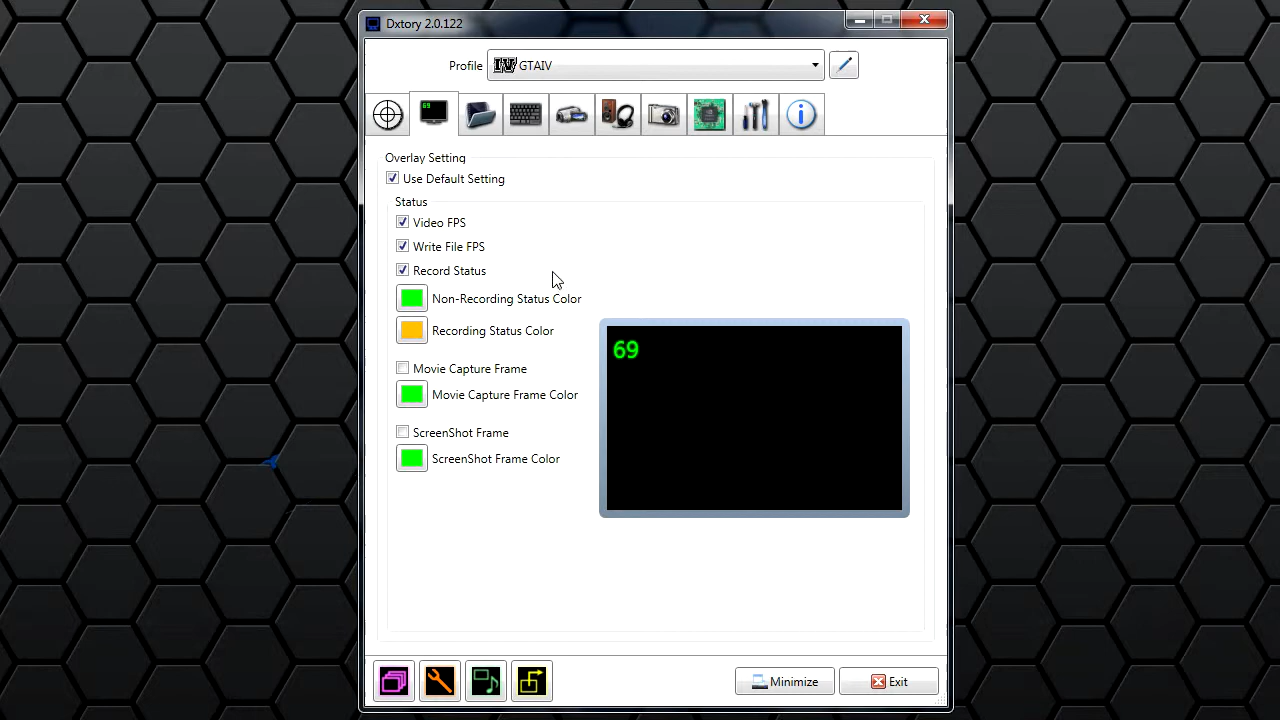 Dxtory 2.0.122
Profile
IV GTAIV
69
Overlay Setting
Use Default Setting
Status
Video FPS
Write File FPS
Record Status
Non-Recording Status Color
Recording Status Color
69
Movie Capture Frame
Movie Capture Frame Color
ScreenShot Frame
ScreenShot Frame Color
Minimize
Exit